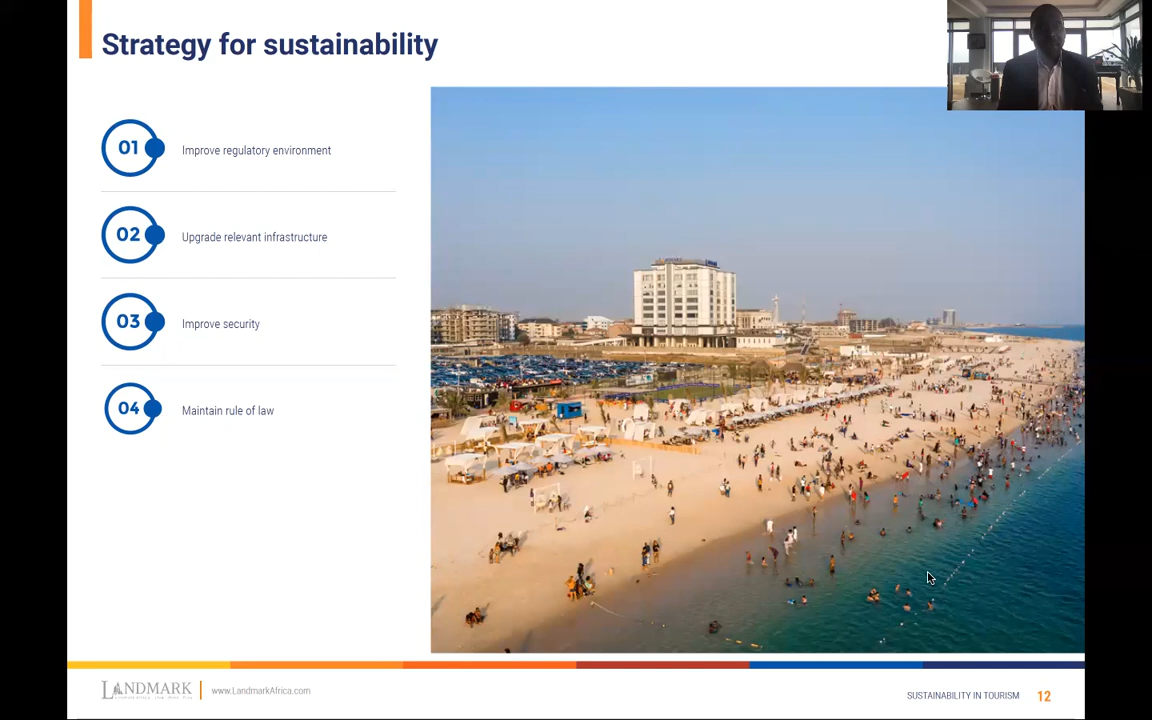 Strategy for sustainability
01
Improve regulatory environment
02
Upgrade relevant infrastructure
03
Improve security
04
Maintain rule of law
LANDMARK
www.LandmarkAfrica.com
SUSTAINABILITY IN TOURISM
12